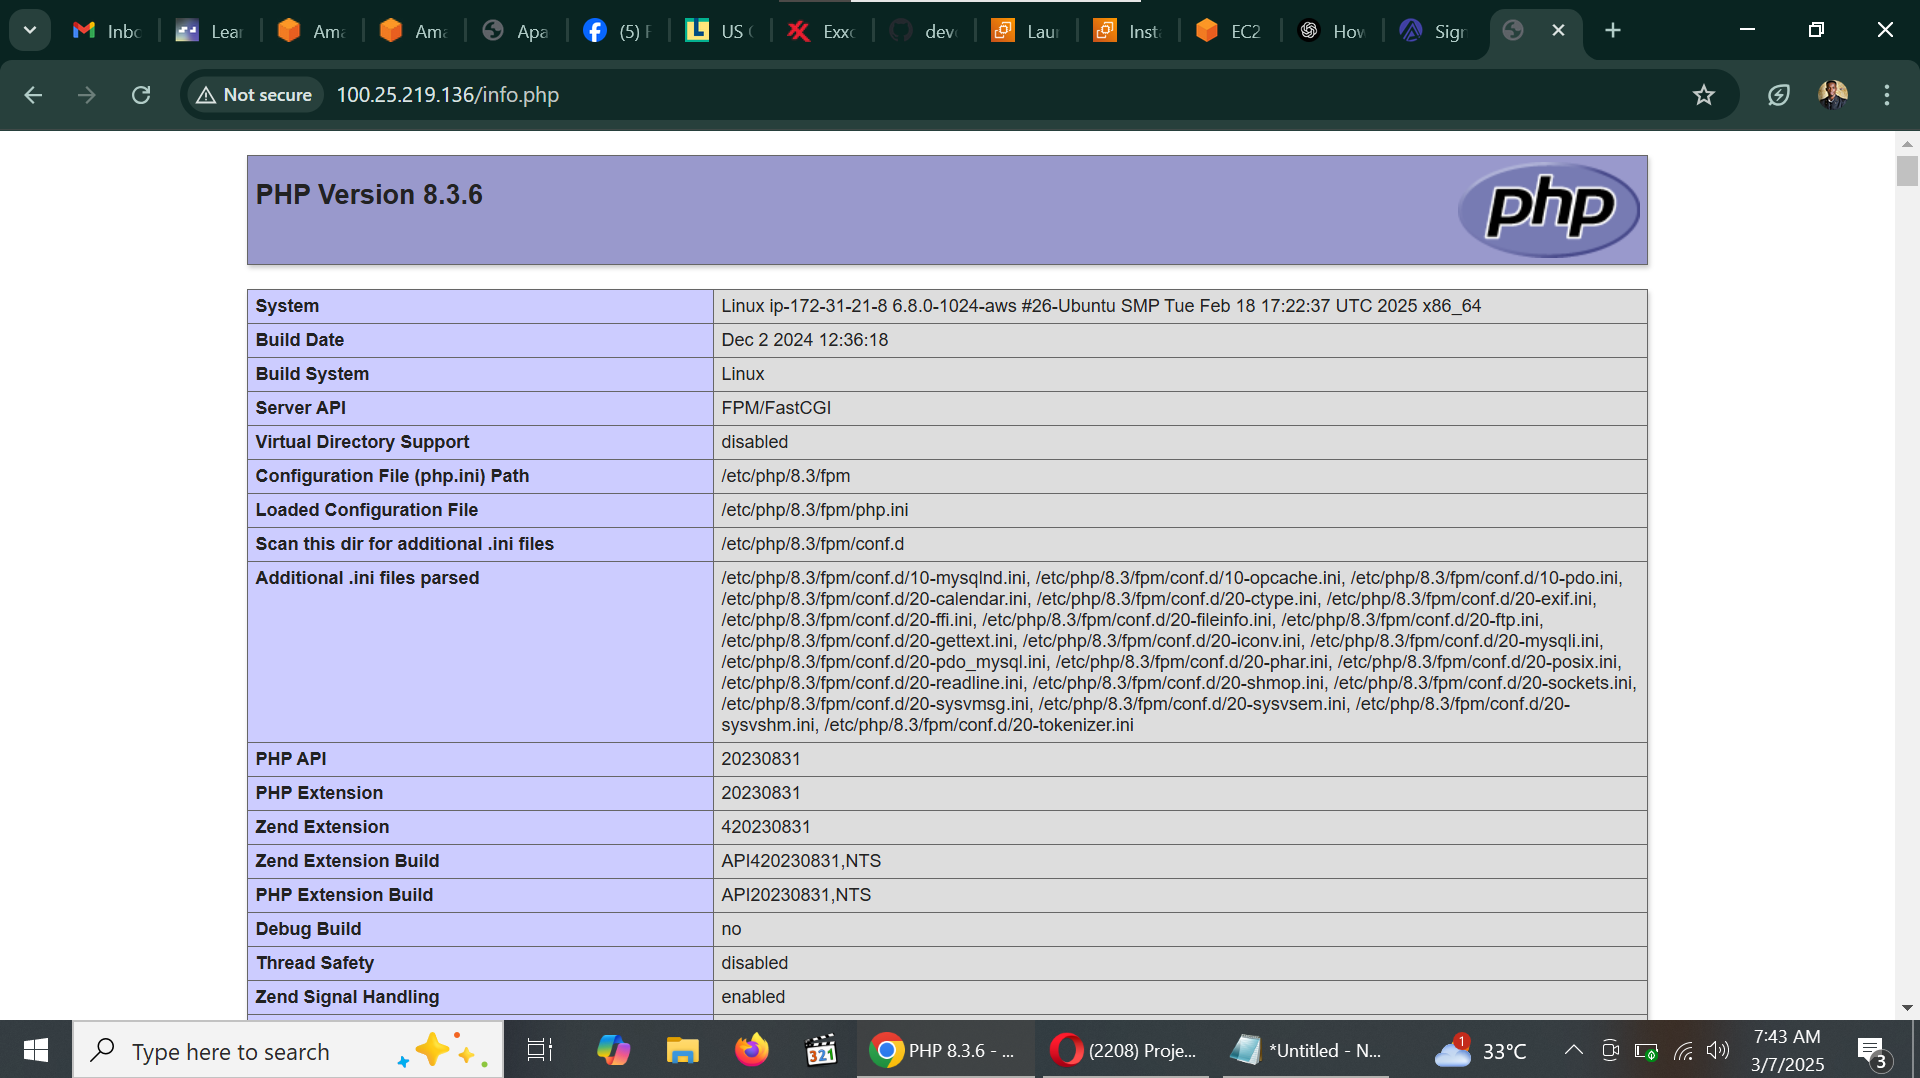 Inbc
Lear
Ama
Ama
Apa
(5) F
US (
Exxc
dev
Laur
Inst
EC2
How
Sign
Not secure
100.25.219.136/info.php
PHP Version 8.3.6
php
System Linux ip-172-31-21-8 6.8.0-1024-aws #26-Ubuntu SMP Tue Feb 18 17:22:37 UTC 2025 x86_64
Build Date Dec 2 2024 12:36:18
Build System Linux
Server API FPM/FastCGI
Virtual Directory Support disabled
Configuration File (php.ini) Path /etc/php/8.3/fpm
Loaded Configuration File /etc/php/8.3/fpm/php.ini
Scan this dir for additional .ini files /etc/php/8.3/fpm/conf.d
Additional .ini files parsed /etc/php/8.3/fpm/conf.d/10-mysqlnd.ini, /etc/php/8.3/fpm/conf.d/10-opcache.ini, /etc/php/8.3/fpm/conf.d/10-pdo.ini,
/etc/php/8.3/fpm/conf.d/20-calendar.ini, /etc/php/8.3/fpm/conf.d/20-ctype.ini, /etc/php/8.3/fpm/conf.d/20-exif.ini,
/etc/php/8.3/fpm/conf.d/20-ffi.ini, /etc/php/8.3/fpm/conf.d/20-fileinfo.ini, /etc/php/8.3/fpm/conf.d/20-ftp.ini,
/etc/php/8.3/fpm/conf.d/20-gettext.ini, /etc/php/8.3/fpm/conf.d/20-iconv.ini, /etc/php/8.3/fpm/conf.d/20-mysqli.ini,
/etc/php/8.3/fpm/conf.d/20-pdo_mysql.ini, /etc/php/8.3/fpm/conf.d/20-phar.ini, /etc/php/8.3/fpm/conf.d/20-posix.ini,
/etc/php/8.3/fpm/conf.d/20-readline.ini, /etc/php/8.3/fpm/conf.d/20-shmop.ini, /etc/php/8.3/fpm/conf.d/20-sockets.ini,
/etc/php/8.3/fpm/conf.d/20-sysvmsg.ini, /etc/php/8.3/fpm/conf.d/20-sysvsem.ini, /etc/php/8.3/fpm/conf.d/20-
sysvshm.ini, /etc/php/8.3/fpm/conf.d/20-tokenizer.ini
PHP API 20230831
PHP Extension 20230831
Zend Extension 420230831
Zend Extension Build API420230831,NTS
PHP Extension Build API20230831,NTS
Debug Build no
Thread Safety disabled
Zend Signal Handling enabled
Type here to search
321
PHP 8.3.6 - ...
(2208) Proje...
*Untitled - N...
1
33°C
7:43 AM
3/7/2025
3